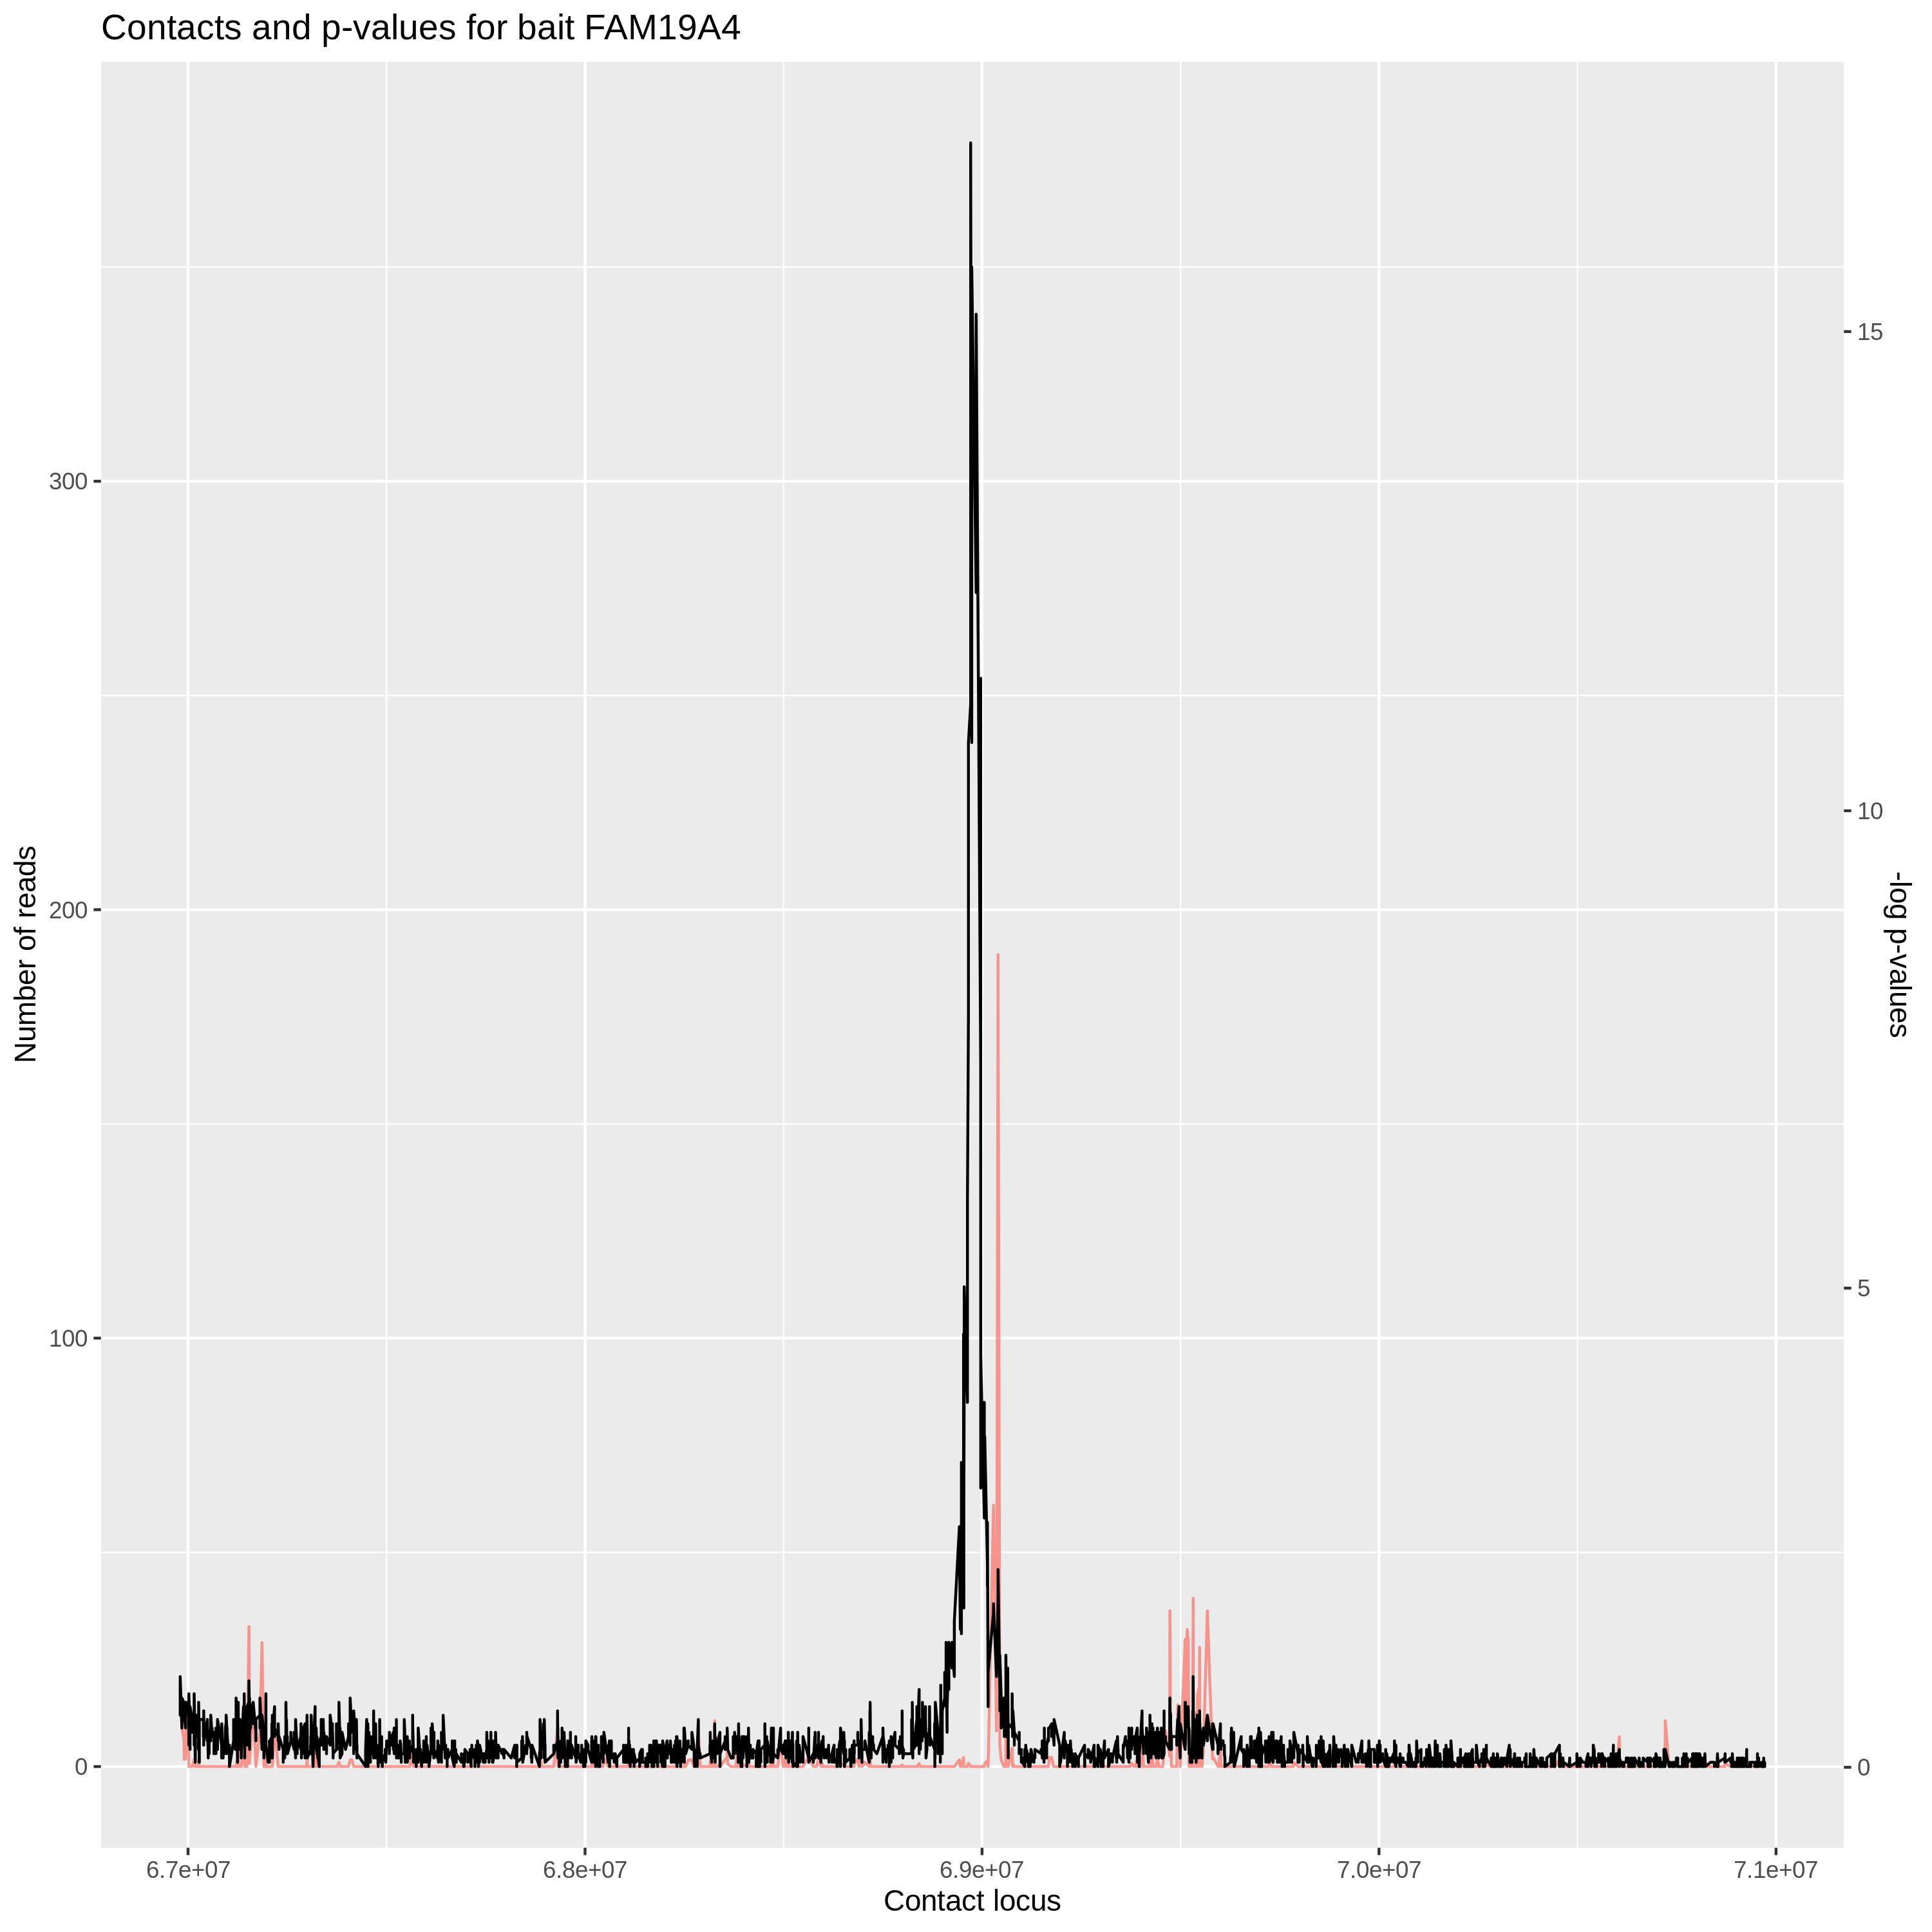 Contacts and p-values for bait FAM19A4
300
200
100
0
Number of reads
15
10
5
0
-log p-values
6.7e+07 6.8e+07 6.9e+07 7.0e+07 7.1e+07
Contact locus